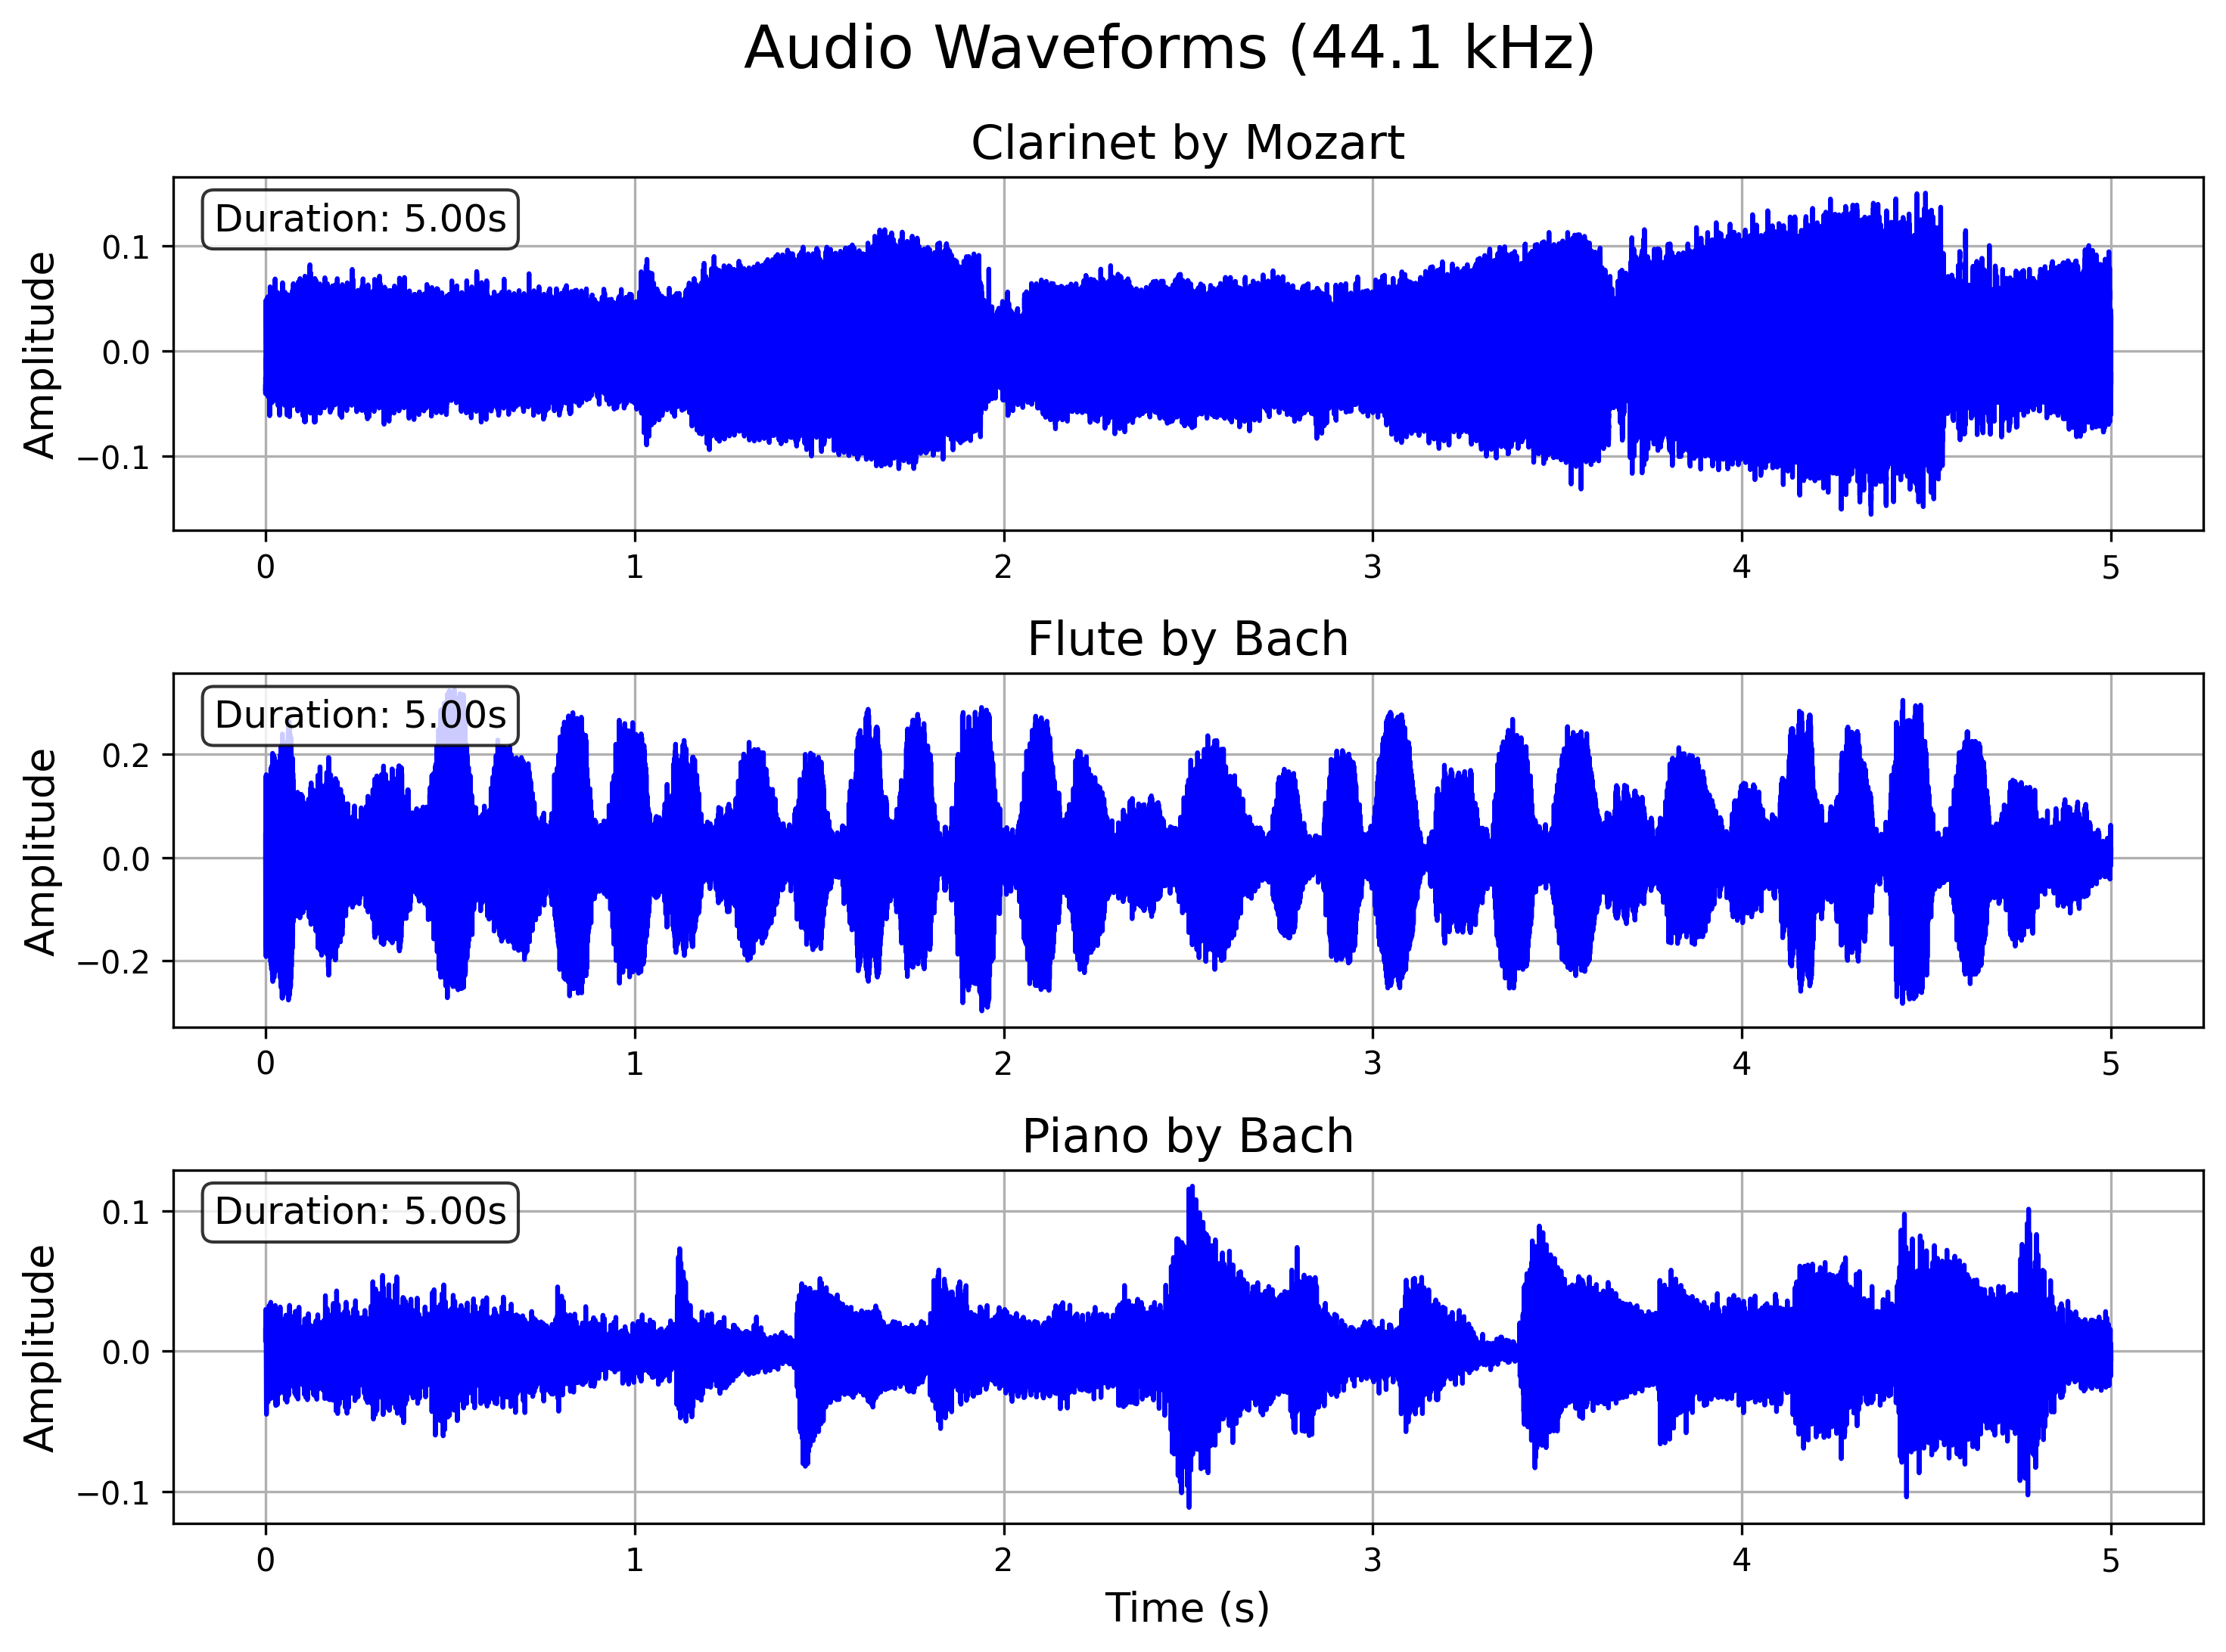 Audio Waveforms (44.1 kHz)
Clarinet by Mozart
Duration: 5.00s
Amplitude
0.1
0.0
−0.1
0 1 2 3 4 5
Flute by Bach
Duration: 5.00s
Amplitude
0.2
0.0
−0.2
0 1 2 3 4 5
Piano by Bach
Duration: 5.00s
Amplitude
0.1
0.0
−0.1
0 1 2 3 4 5
Time (s)